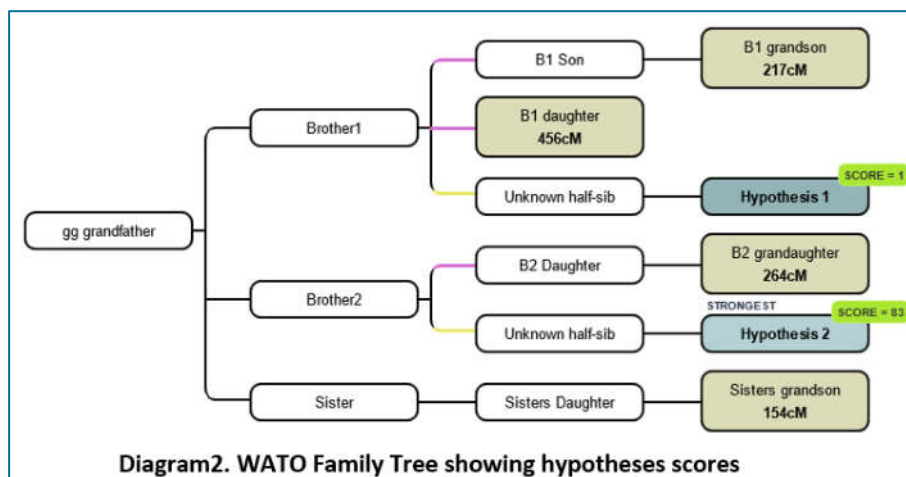 B1 Son
B1 grandson
217cM
Brother1
B1 daughter
456cM
SCORE = 1
Unknown half-sib
Hypothesis 1
gg grandfather
B2 Daughter
B2 grandaughter
264cM
Brother2
STRONGEST
SCORE = 83
Unknown half-sib
Hypothesis 2
Sister
Sisters Daughter
Sisters grandson
154cM
Diagram2. WATO Family Tree showing hypotheses scores